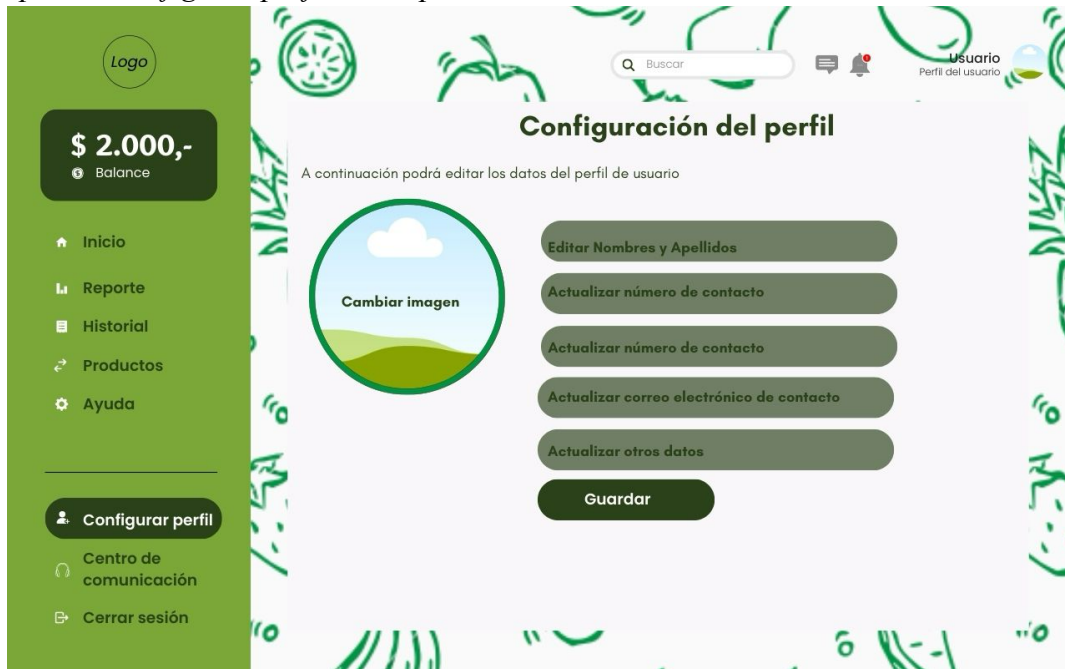 Logo
$ 2.000,-
Balance
Inicio
Reporte
Historial
Productos
Ayuda
Configurar perfil
Centro de
comunicación
Cerrar sesión
Buscar
Usuario
Perfil del usuario
Configuración del perfil
A continuación podrá editar los datos del perfil de usuario
Cambiar imagen
Editar Nombres y Apellidos
Actualizar número de contacto
Actualizar número de contacto
Actualizar correo electrónico de contacto
Actualizar otros datos
Guardar